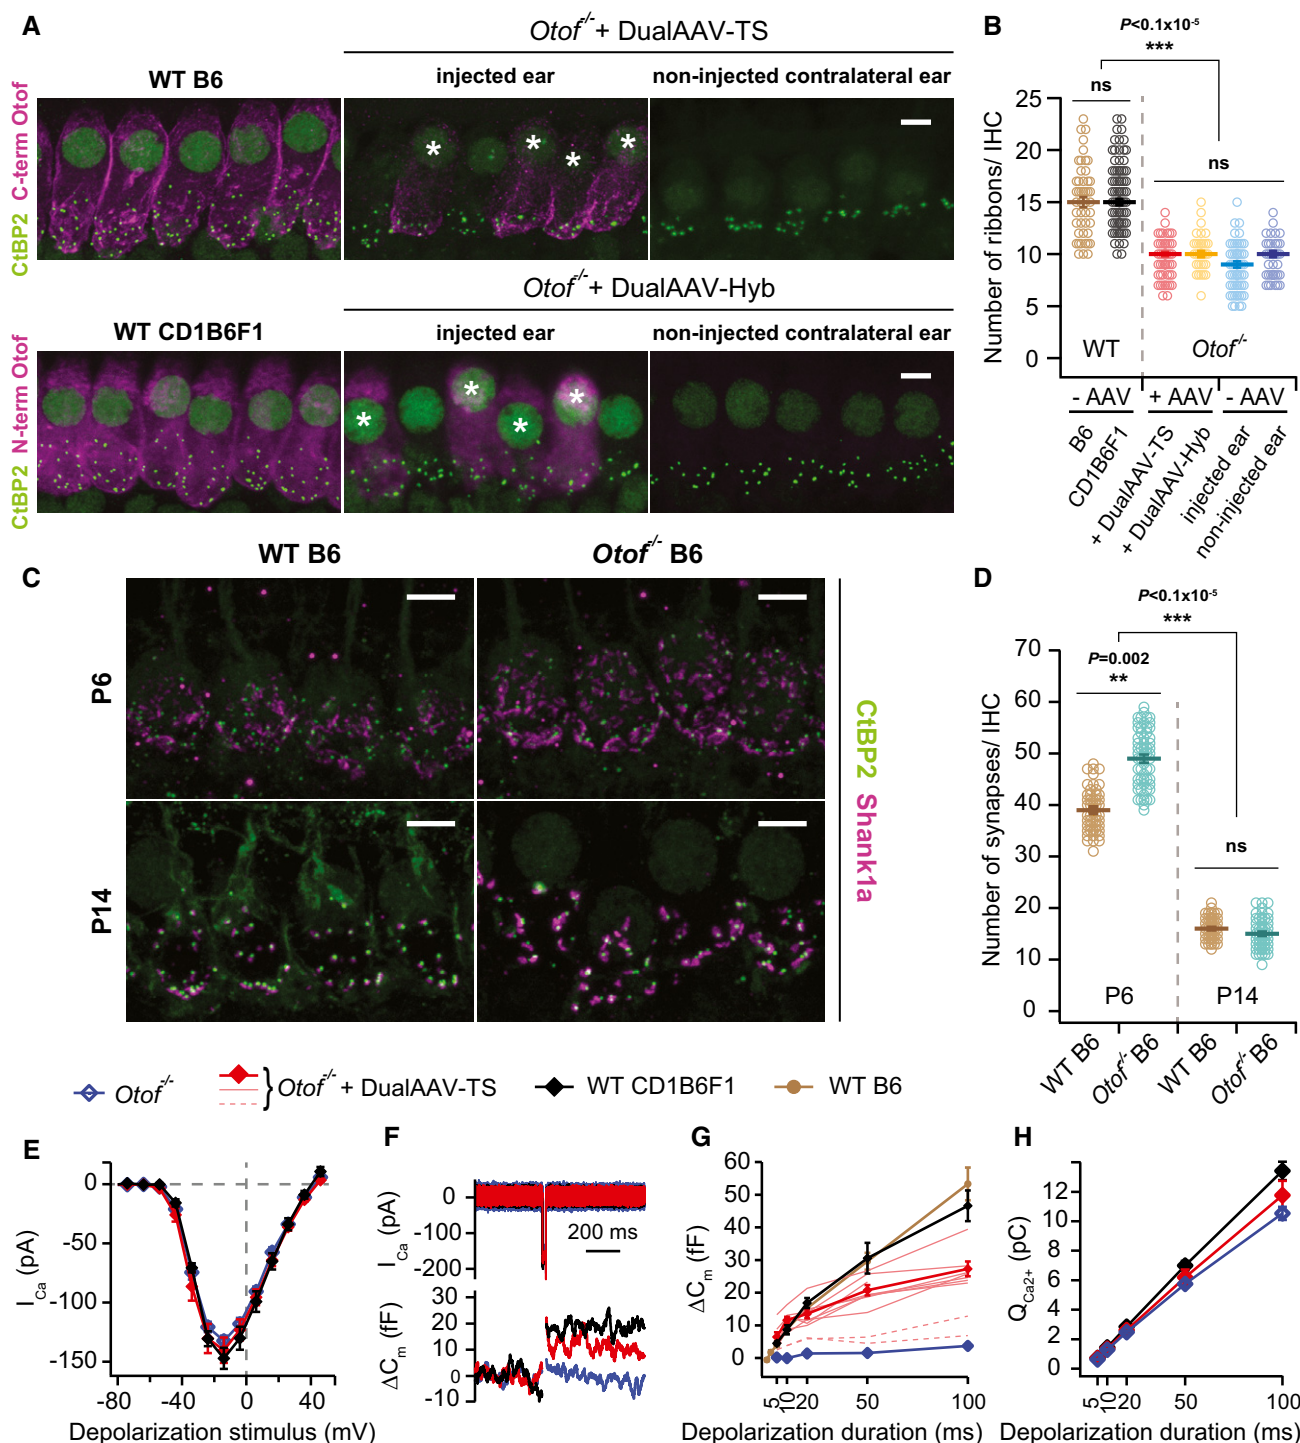 A
Otof-/- + DualAAV-TS
WT B6
injected ear
non-injected contralateral ear
CtBP2 C-term Otof
*
*
*
*
Otof-/- + DualAAV-Hyb
WT CD1B6F1
injected ear
non-injected contralateral ear
CtBP2 N-term Otof
*
*
*
*
B
P<0.1x10-5
***
ns
ns
Number of ribbons/ IHC
25
20
15
10
5
0
WT
Otof-/-
- AAV
+ AAV
- AAV
B6
CD1B6F1
+ DualAAV-TS
+ DualAAV-Hyb
injected ear
non-injected ear
C
WT B6
Otof-/- B6
P6
P14
CtBP2 Shank1a
D
P<0.1x10-5
***
P=0.002
**
ns
Number of synapses/ IHC
70
60
50
40
30
20
10
0
P6
P14
WT B6
Otof-/- B6
WT B6
Otof-/- B6
Otof-/-
} Otof-/- + DualAAV-TS
WT CD1B6F1
WT B6
E
ICa (pA)
0
-50
-100
-150
-80
-40
0
40
Depolarization stimulus (mV)
F
ICa (pA)
0
-100
-200
200 ms
ΔCm (fF)
30
20
10
0
-10
G
ΔCm (fF)
60
50
40
30
20
10
0
5
10
20
50
100
Depolarization duration (ms)
H
QCa2+ (pC)
12
10
8
6
4
2
0
5
10
20
50
100
Depolarization duration (ms)